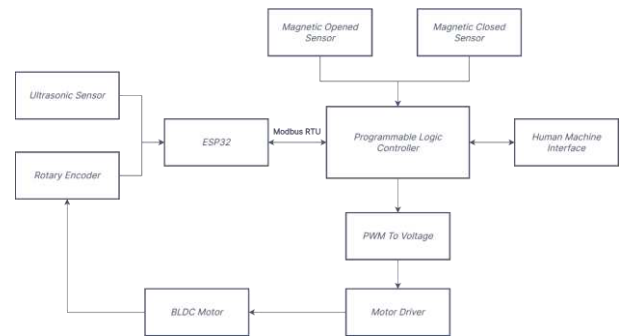 Magnetic Opened
Sensor
Magnetic Closed
Sensor
Ultrasonic Sensor
ESP32
Modbus RTU
Programmable Logic
Controller
Human Machine
Interface
Rotary Encoder
PWM To Voltage
BLDC Motor
Motor Driver